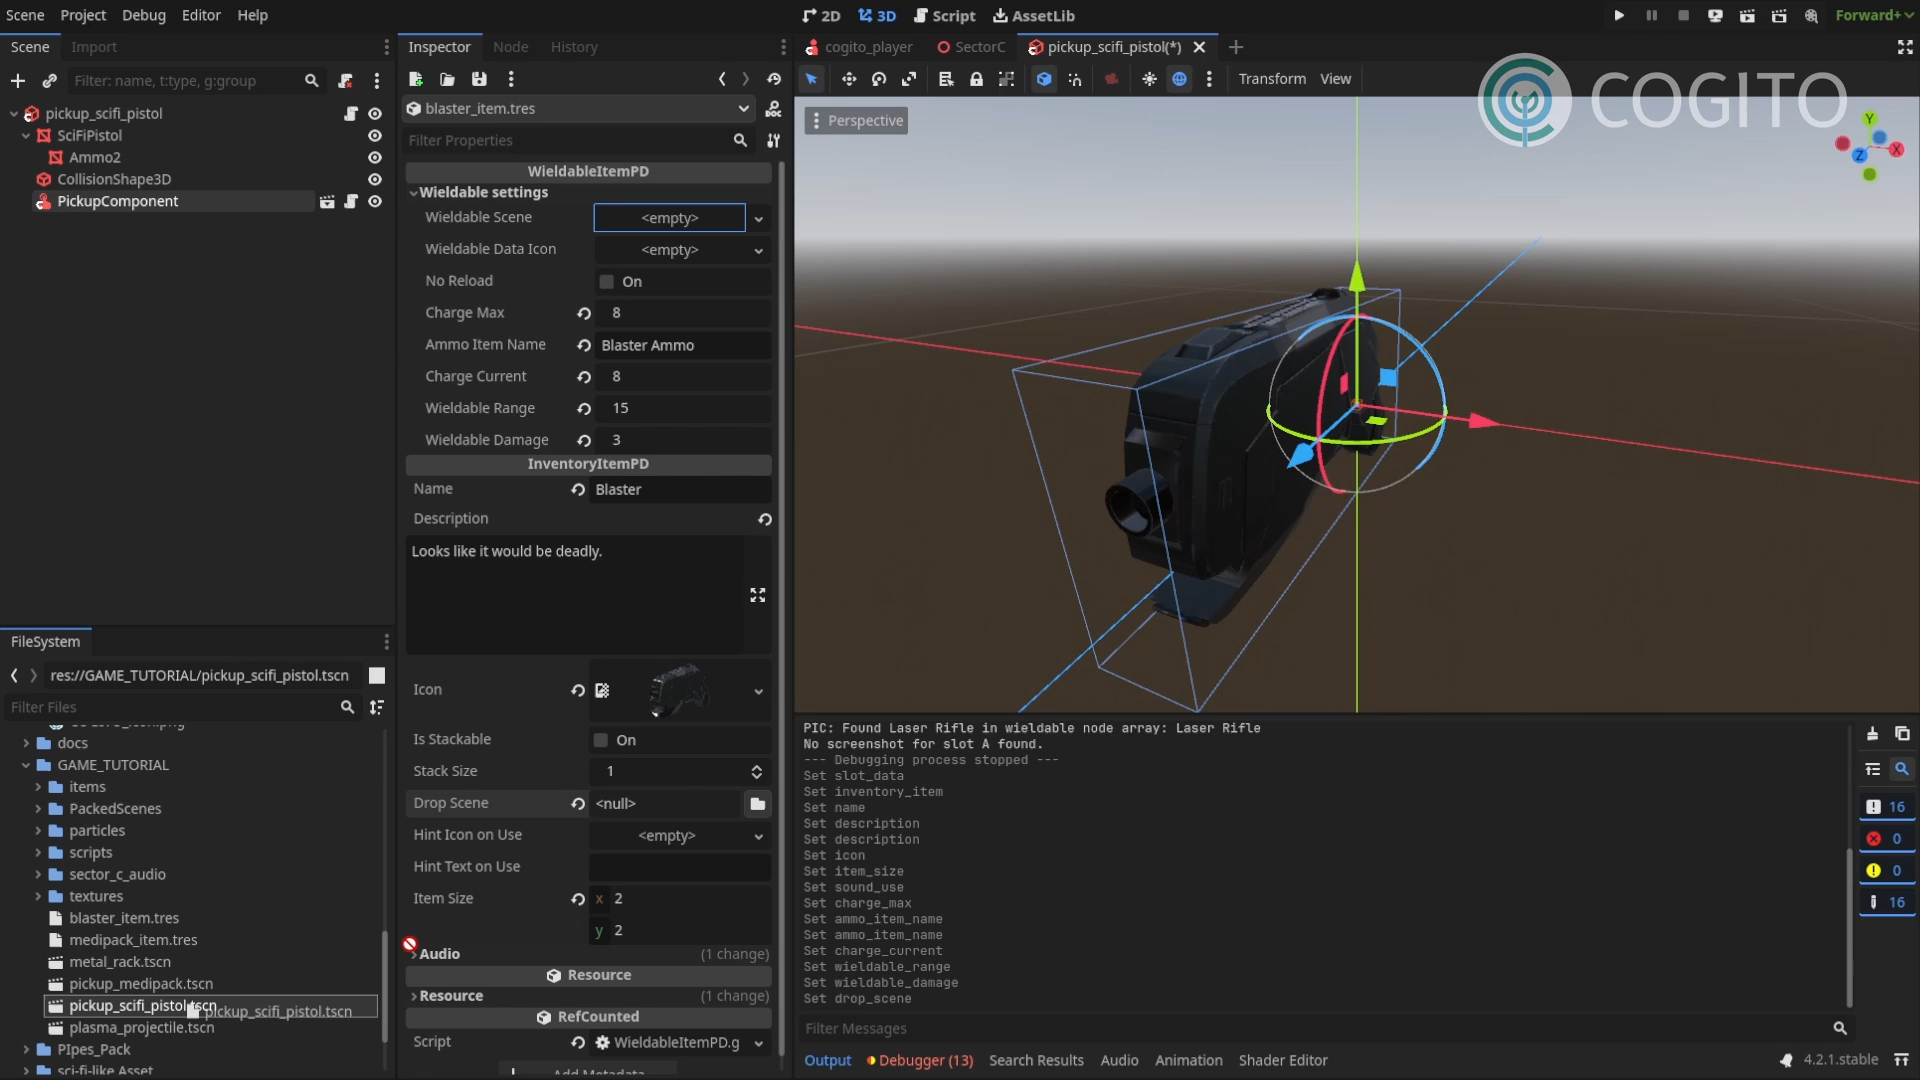 Scene Project Debug Editor Help
2D 3D Script AssetLib
Forward+
Scene Import
Inspector Node History
cogito_player SectorC pickup_scifi_pistol(*)
Filter: name, t:type, g:group
Transform View
COGITO
pickup_scifi_pistol
SciFiPistol
Ammo2
CollisionShape3D
PickupComponent
blaster_item.tres
Filter Properties
WieldableItemPD
Wieldable settings
Wieldable Scene <empty>
Wieldable Data Icon <empty>
No Reload On
Charge Max 8
Ammo Item Name Blaster Ammo
Charge Current 8
Wieldable Range 15
Wieldable Damage 3
InventoryItemPD
Name Blaster
Description
Looks like it would be deadly.
Icon
Is Stackable On
Stack Size 1
Drop Scene <null>
Hint Icon on Use <empty>
Hint Text on Use
Item Size x 2
y 2
Audio (1 change)
Resource
Resource (1 change)
RefCounted
Script WieldableItemPD.g
Add Metadata
Perspective
Y
X
Z
FileSystem
res://GAME_TUTORIAL/pickup_scifi_pistol.tscn
Filter Files
docs
GAME_TUTORIAL
items
PackedScenes
particles
scripts
sector_c_audio
textures
blaster_item.tres
medipack_item.tres
metal_rack.tscn
pickup_medipack.tscn
pickup_scifi_pistol.tscn
pickup_scifi_pistol.tscn
plasma_projectile.tscn
PIpes_Pack
sci-fi-like Asset
PIC: Found Laser Rifle in wieldable node array: Laser Rifle
No screenshot for slot A found.
--- Debugging process stopped ---
Set slot_data
Set inventory_item
Set name
Set description
Set description
Set icon
Set item_size
Set sound_use
Set charge_max
Set ammo_item_name
Set ammo_item_name
Set charge_current
Set wieldable_range
Set wieldable_damage
Set drop_scene
16
0
0
16
Filter Messages
Output Debugger (13) Search Results Audio Animation Shader Editor
4.2.1.stable